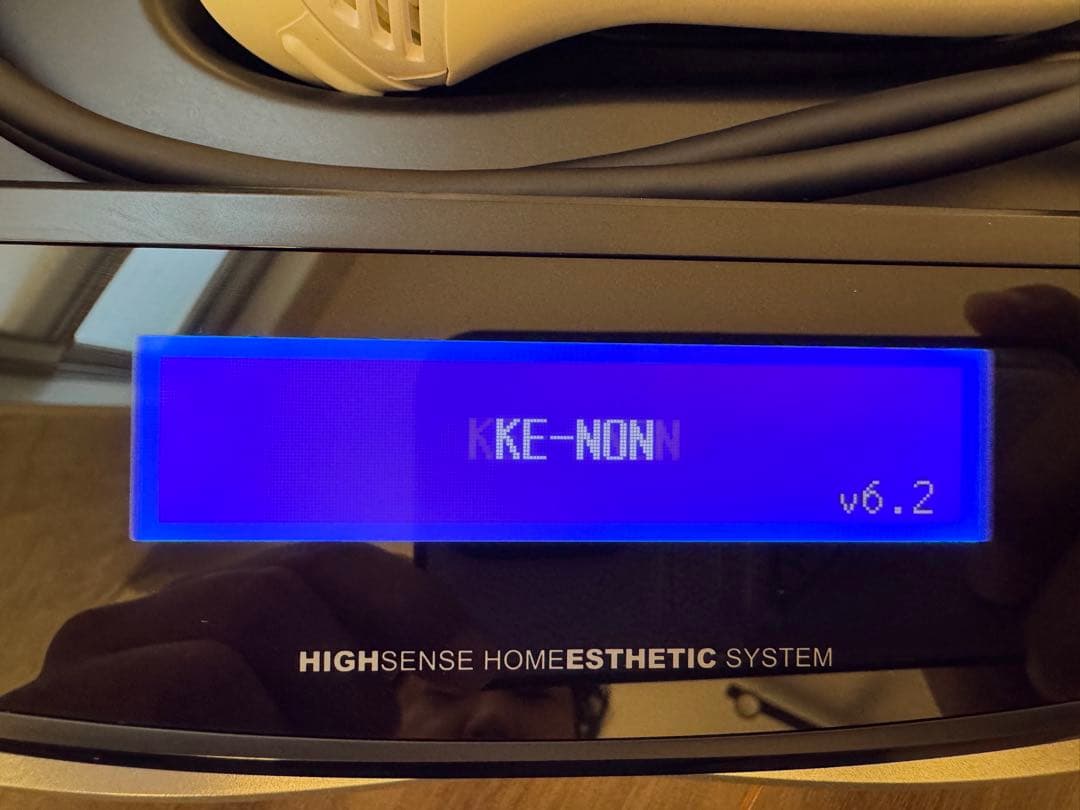 KE-NON
v6.2
HIGHSENSE HOMEESTHETIC SYSTEM